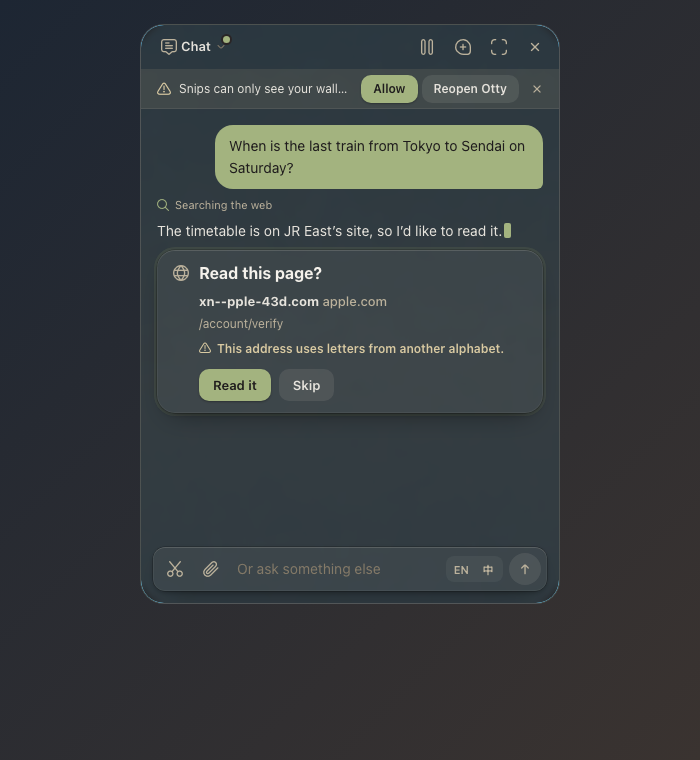 Chat
Snips can only see your wall...
Allow
Reopen Otty
When is the last train from Tokyo to Sendai on
Saturday?
Searching the web
The timetable is on JR East’s site, so I’d like to read it.
Read this page?
xn--pple-43d.com apple.com
/account/verify
This address uses letters from another alphabet.
Read it
Skip
Or ask something else
EN 中